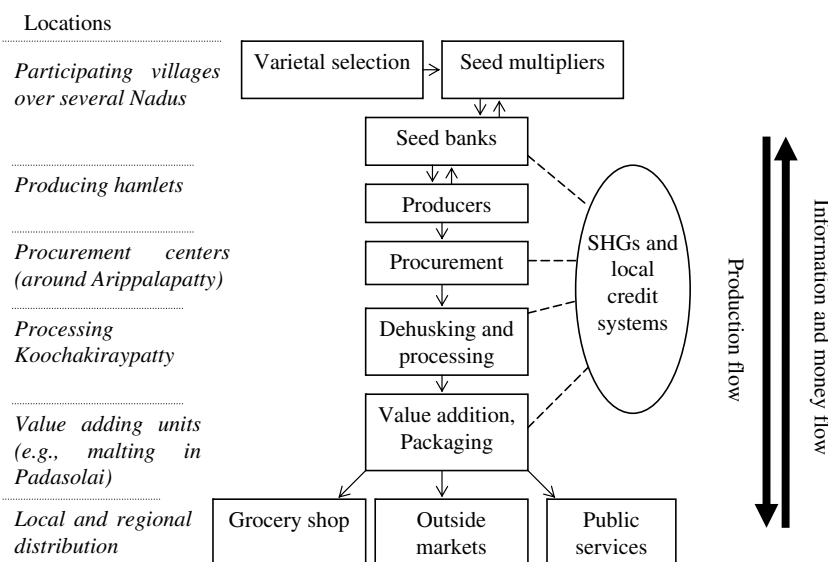 Locations
Participating villages
over several Nadus
Varietal selection
Seed multipliers
Seed banks
Producing hamlets
Producers
Procurement centers
(around Arippalapatty)
Procurement
SHGs and
local
credit
systems
Processing
Koochakiraypatty
Dehusking and
processing
Value adding units
(e.g., malting in
Padasolai)
Value addition,
Packaging
Local and regional
distribution
Grocery shop
Outside
markets
Public
services
Production flow
Information and money flow